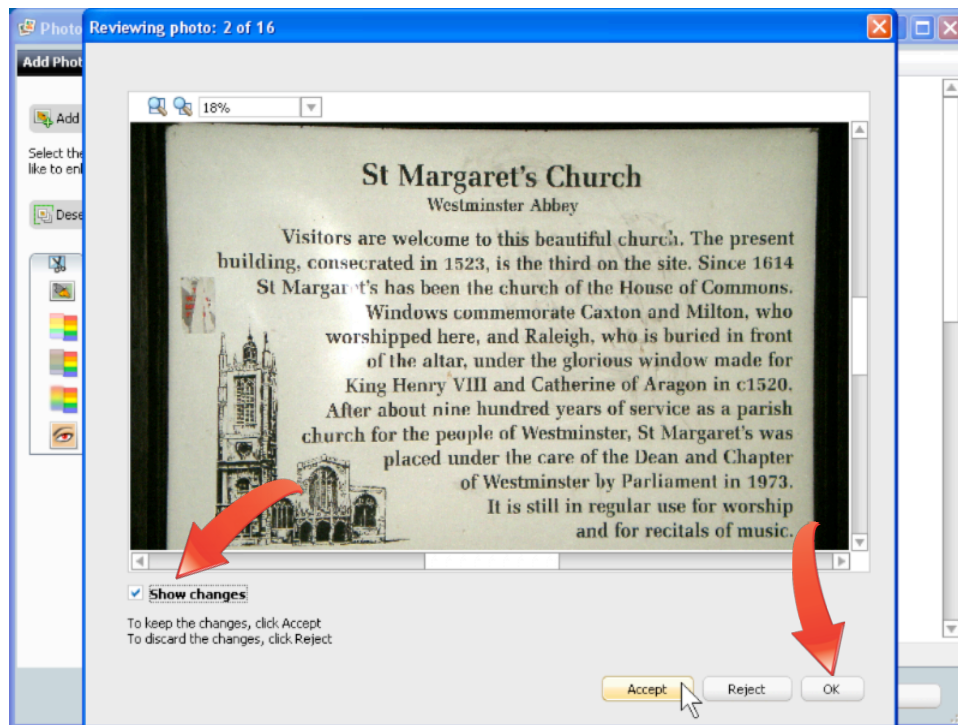 Photo
Reviewing photo: 2 of 16
Add Phot
Add
18%
Select the
like to enl
Dese
St Margaret's Church
Westminster Abbey
Visitors are welcome to this beautiful church. The present
building, consecrated in 1523, is the third on the site. Since 1614
St Margaret's has been the church of the House of Commons.
Windows commemorate Caxton and Milton, who
worshipped here, and Raleigh, who is buried in front
of the altar, under the glorious window made for
King Henry VIII and Catherine of Aragon in c1520.
After about nine hundred years of service as a parish
church for the people of Westminster, St Margaret's was
placed under the care of the Dean and Chapter
of Westminster by Parliament in 1973.
It is still in regular use for worship
and for recitals of music.
Show changes
To keep the changes, click Accept
To discard the changes, click Reject
Accept
Reject
OK